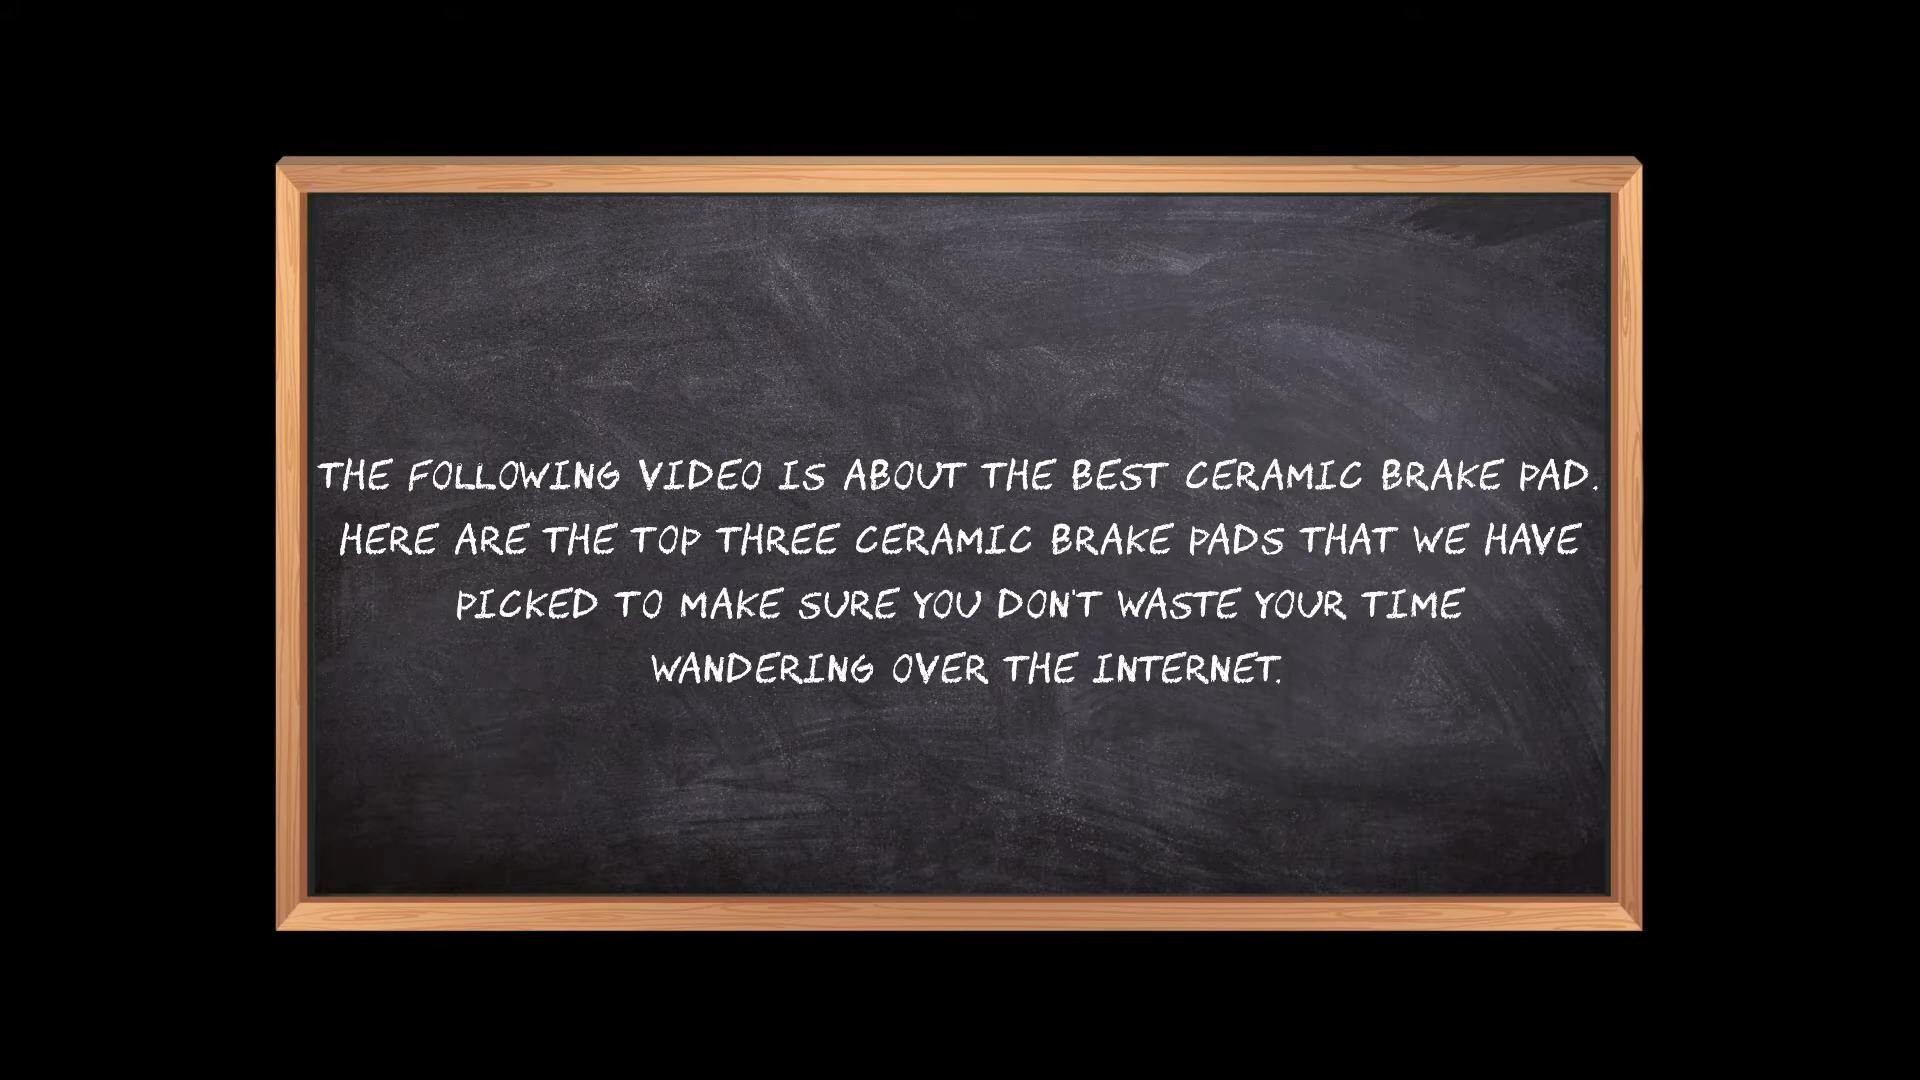 THE FOLLOWING VIDEO IS ABOUT THE BEST CERAMIC BRAKE PAD.
HERE ARE THE TOP THREE CERAMIC BRAKE PADS THAT WE HAVE
PICKED TO MAKE SURE YOU DON'T WASTE YOUR TIME
WANDERING OVER THE INTERNET.